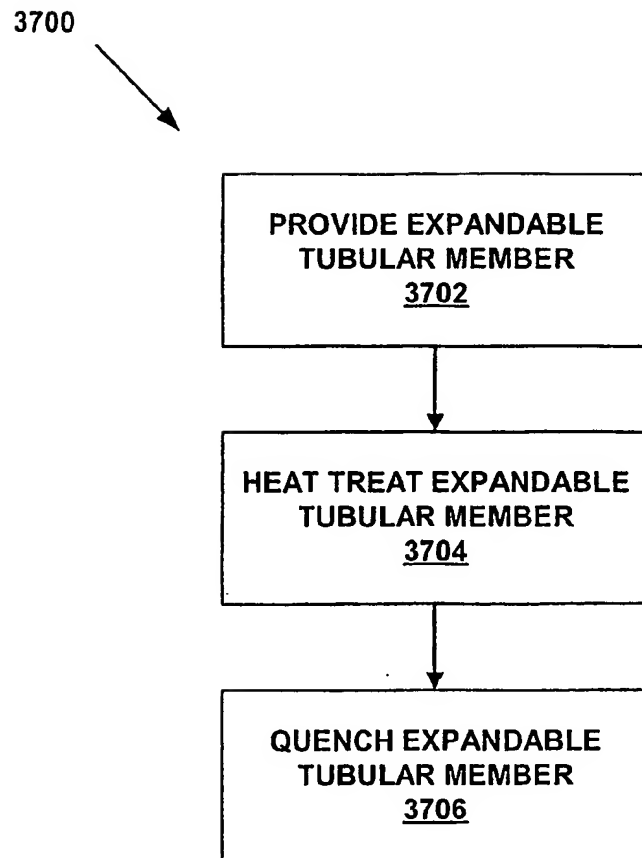 3700
PROVIDE EXPANDABLE
TUBULAR MEMBER
3702
HEAT TREAT EXPANDABLE
TUBULAR MEMBER
3704
QUENCH EXPANDABLE
TUBULAR MEMBER
3706